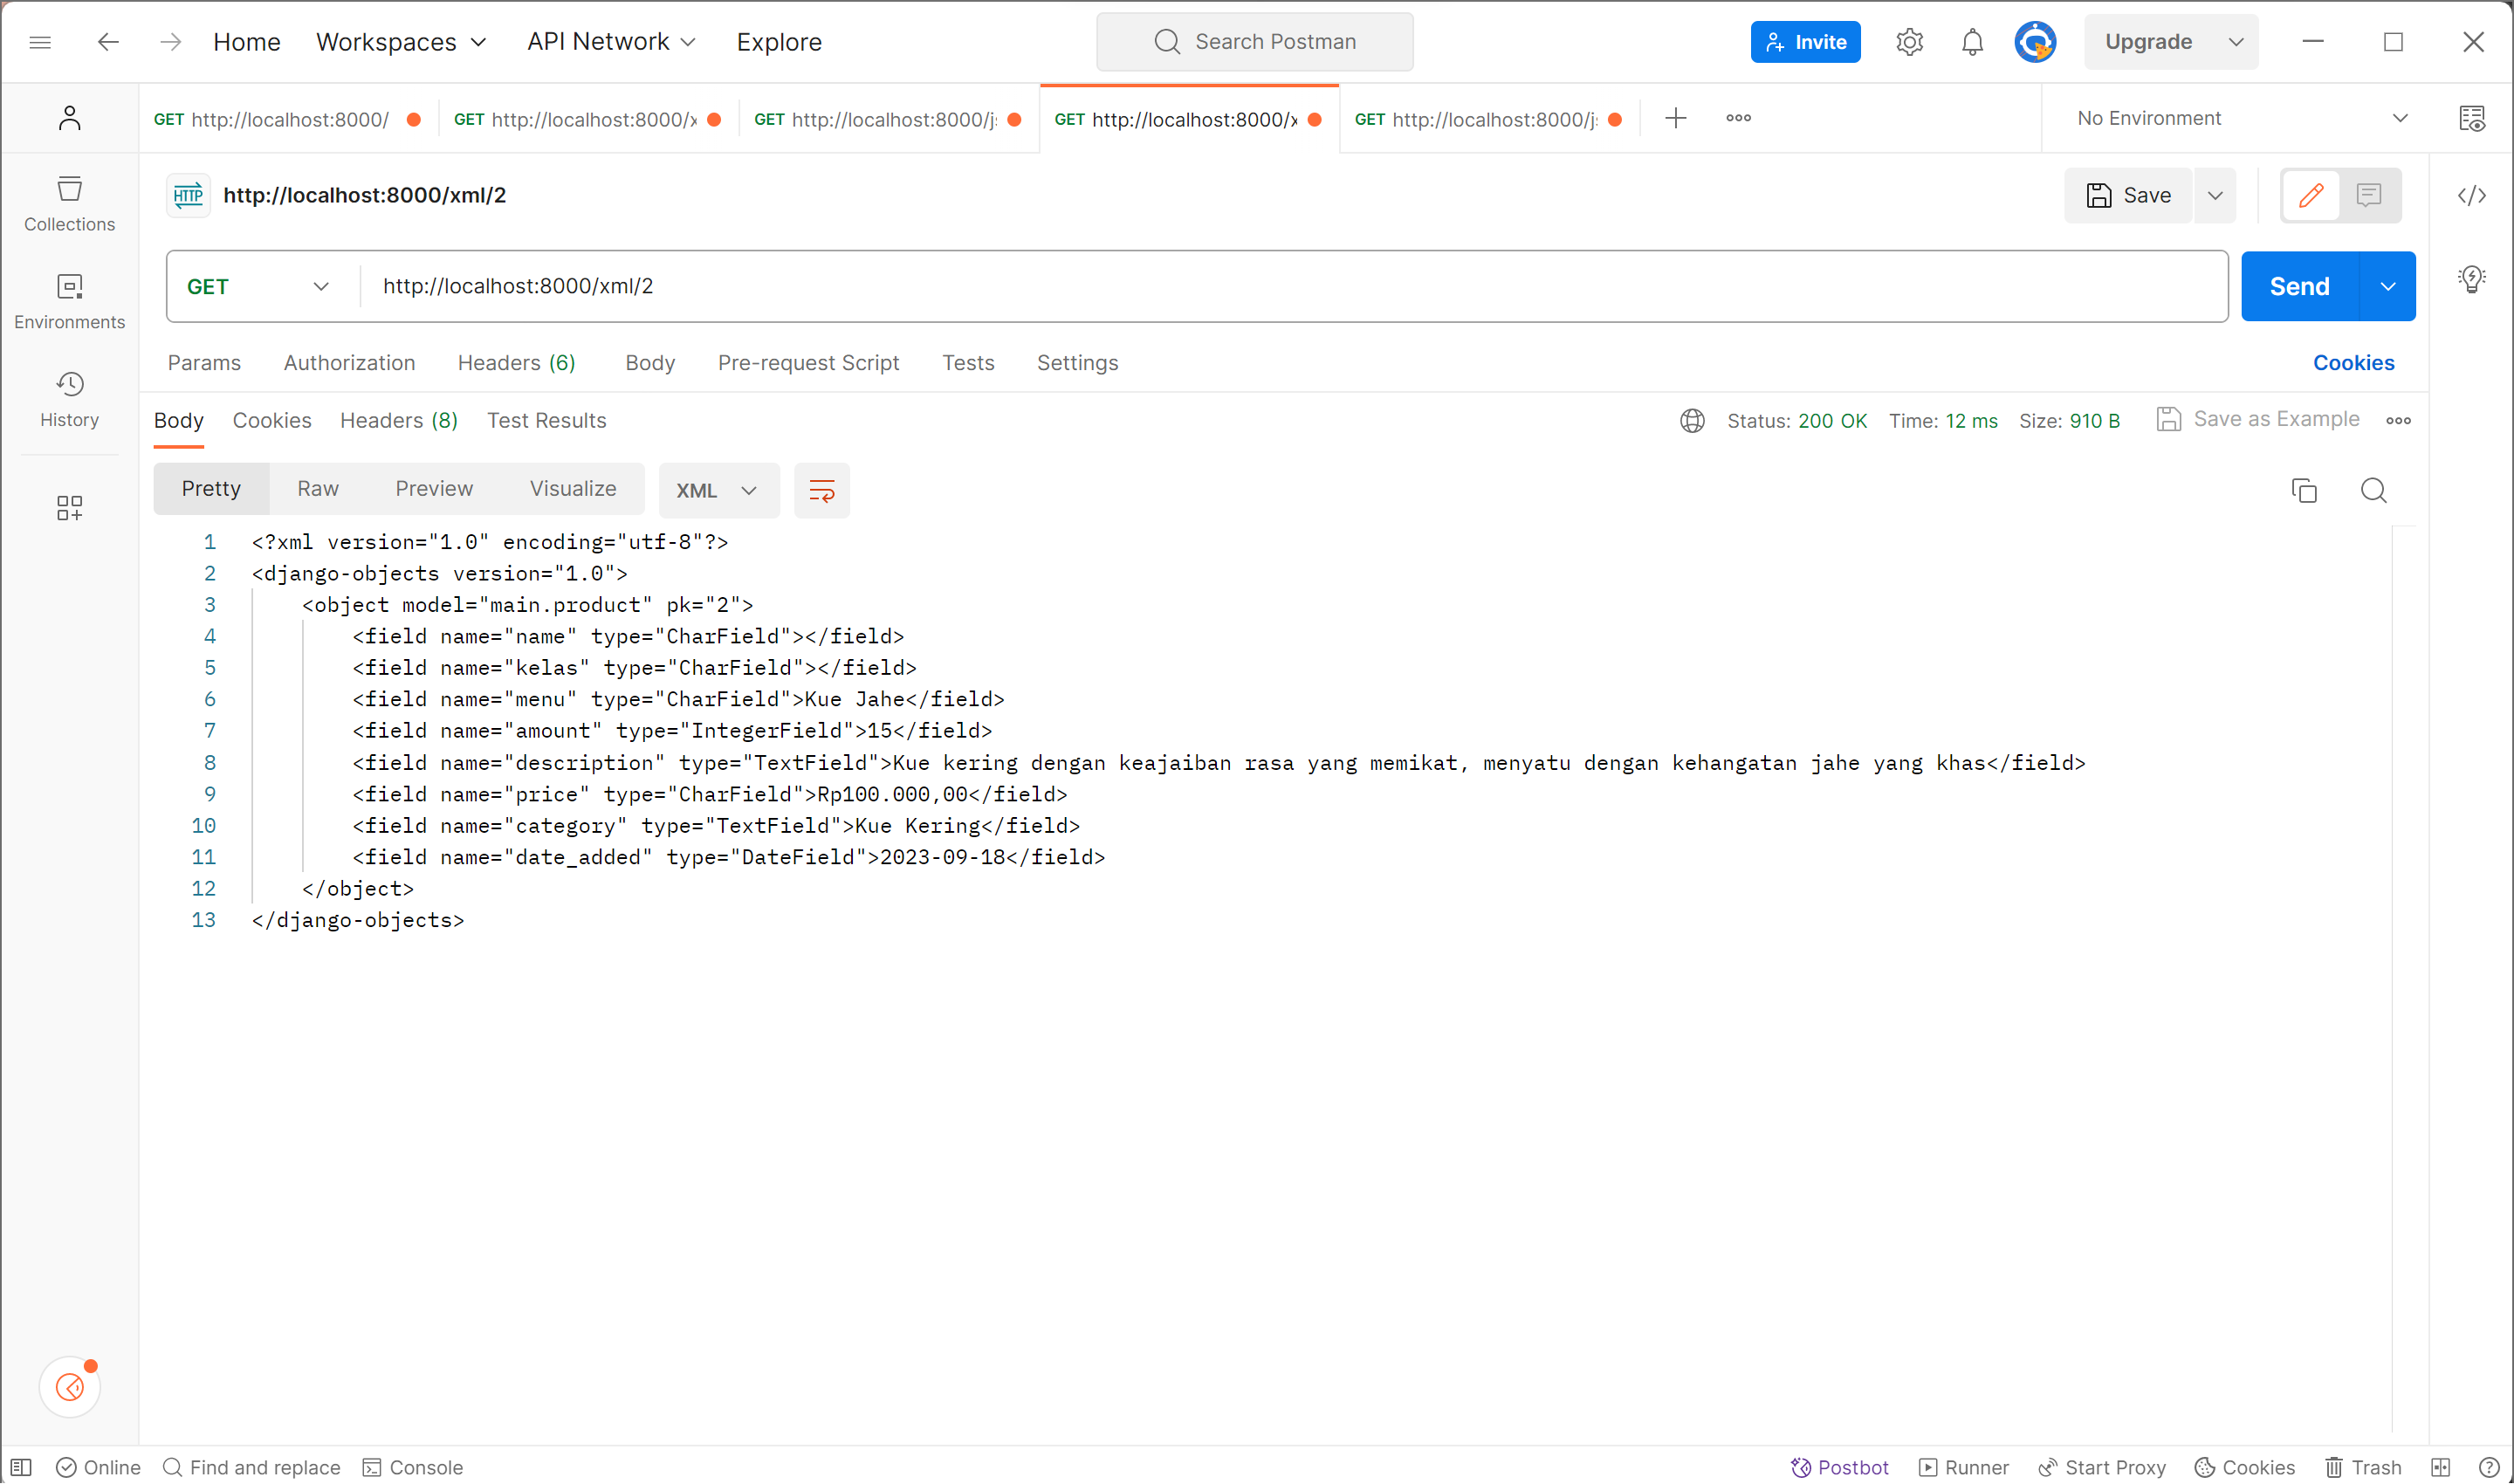 Home Workspaces API Network Explore Search Postman Invite Upgrade
GET http://localhost:8000/ GET http://localhost:8000/x GET http://localhost:8000/j GET http://localhost:8000/x GET http://localhost:8000/j No Environment
HTTP http://localhost:8000/xml/2 Save
Collections
GET http://localhost:8000/xml/2 Send
Environments
Params Authorization Headers (6) Body Pre-request Script Tests Settings Cookies
History
Body Cookies Headers (8) Test Results Status: 200 OK Time: 12 ms Size: 910 B Save as Example
Pretty Raw Preview Visualize XML
1 <?xml version="1.0" encoding="utf-8"?>
2 <django-objects version="1.0">
3 <object model="main.product" pk="2">
4 <field name="name" type="CharField"></field>
5 <field name="kelas" type="CharField"></field>
6 <field name="menu" type="CharField">Kue Jahe</field>
7 <field name="amount" type="IntegerField">15</field>
8 <field name="description" type="TextField">Kue kering dengan keajaiban rasa yang memikat, menyatu dengan kehangatan jahe yang khas</field>
9 <field name="price" type="CharField">Rp100.000,00</field>
10 <field name="category" type="TextField">Kue Kering</field>
11 <field name="date_added" type="DateField">2023-09-18</field>
12 </object>
13 </django-objects>
Online Find and replace Console Postbot Runner Start Proxy Cookies Trash